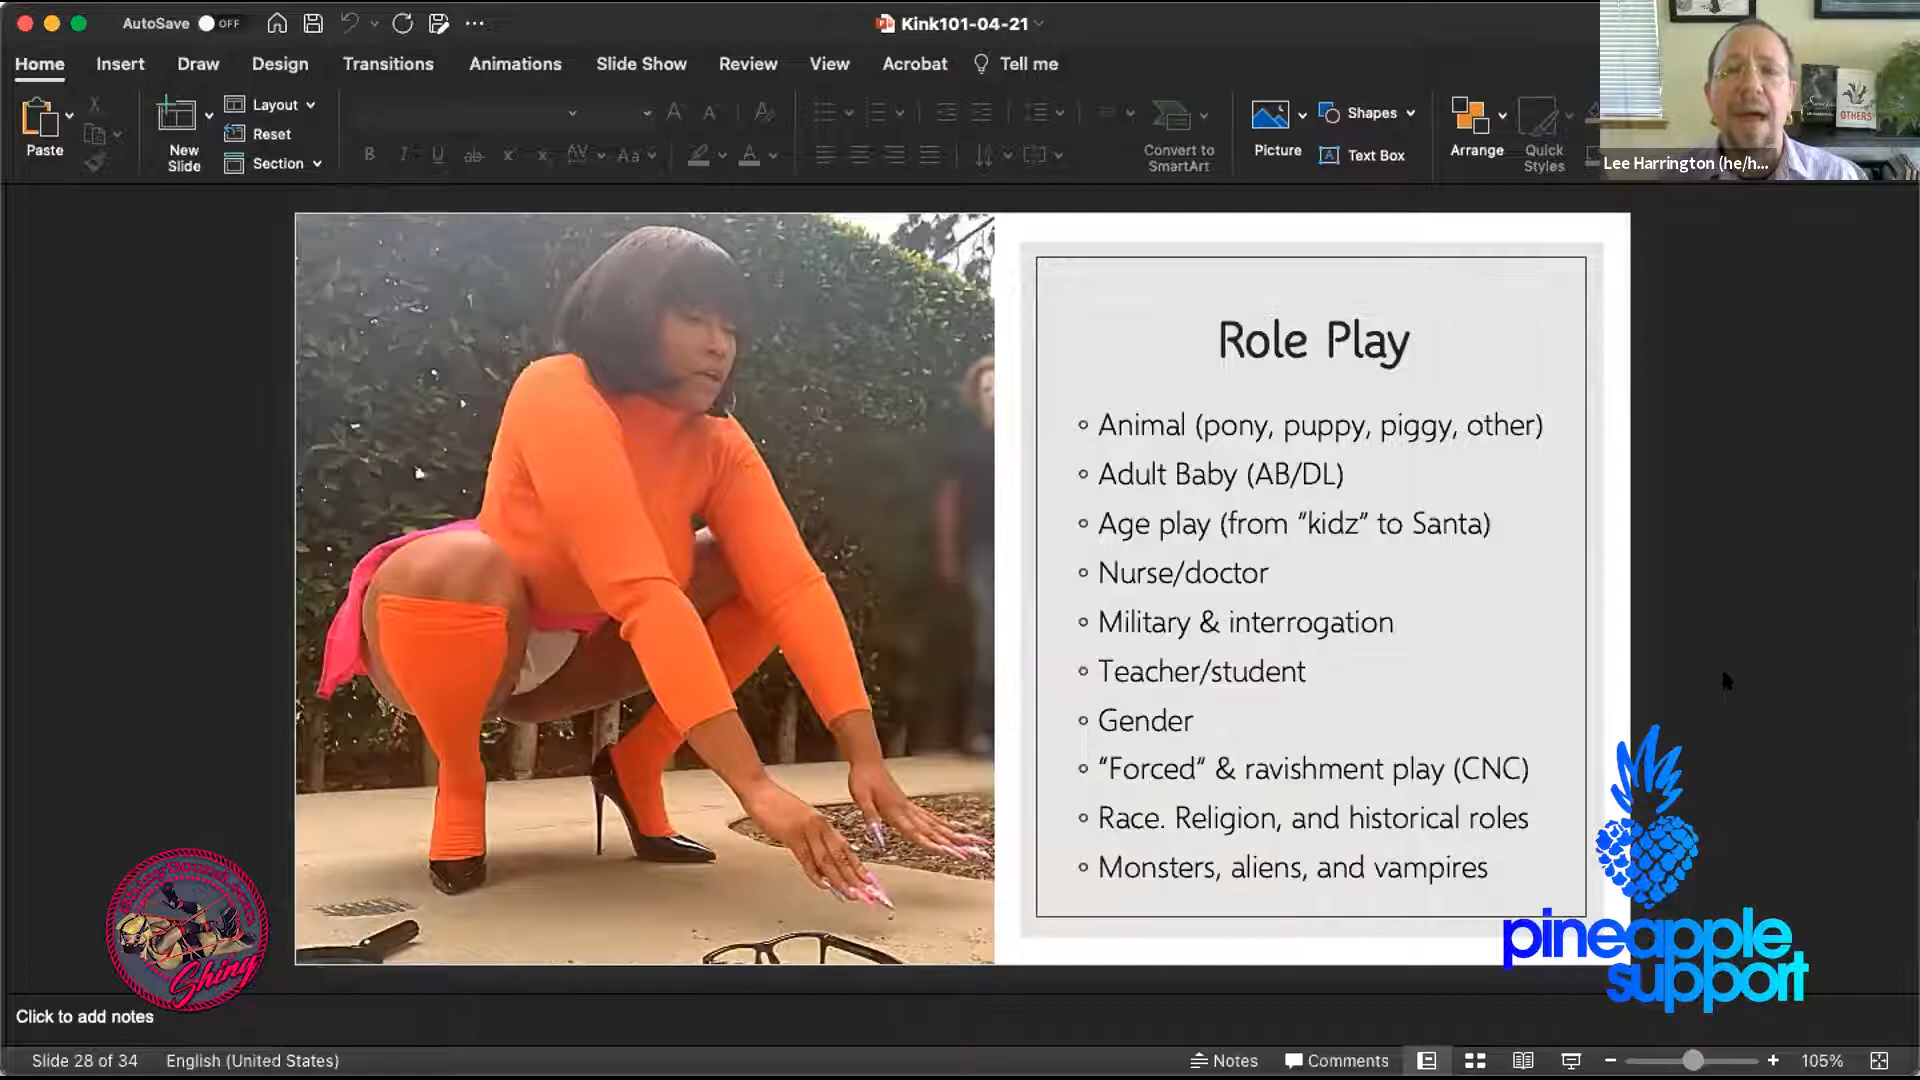 AutoSave OFF
Kink101-04-21
Home Insert Draw Design Transitions Animations Slide Show Review View Acrobat Tell me
Paste
New
Slide
Layout
Reset
Section
B I U ab x x AV Aa A
Convert to
SmartArt
Picture
Shapes
Text Box
Arrange
Quick
Styles
OTHERS
Lee Harrington (he/h...
Role Play
Animal (pony, puppy, piggy, other)
Adult Baby (AB/DL)
Age play (from “kidz” to Santa)
Nurse/doctor
Military & interrogation
Teacher/student
Gender
“Forced” & ravishment play (CNC)
Race. Religion, and historical roles
Monsters, aliens, and vampires
Shiny
pineapple
support
Click to add notes
Slide 28 of 34 English (United States)
Notes Comments 105%